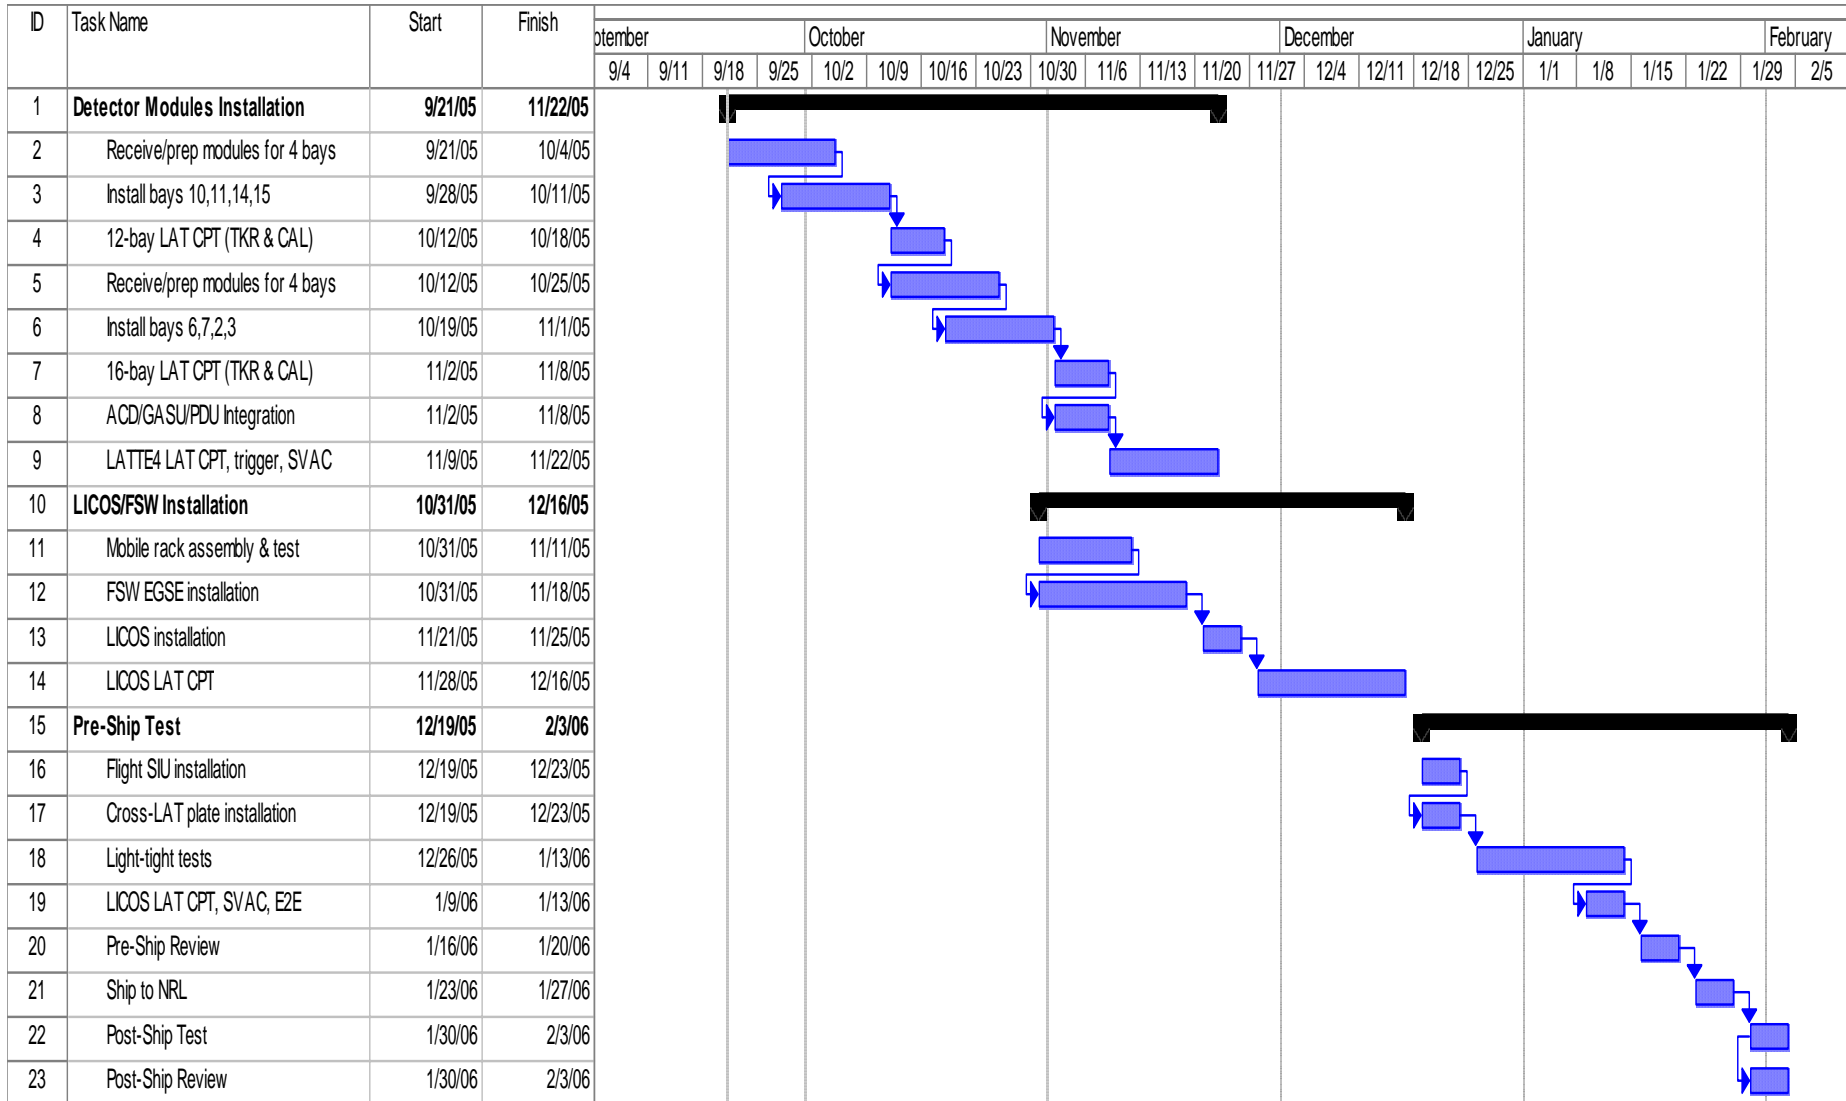 ID Task Name Start Finish
ptember October November December January February
9/4 9/11 9/18 9/25 10/2 10/9 10/16 10/23 10/30 11/6 11/13 11/20 11/27 12/4 12/11 12/18 12/25 1/1 1/8 1/15 1/22 1/29 2/5
1 Detector Modules Installation 9/21/05 11/22/05
2 Receive/prep modules for 4 bays 9/21/05 10/4/05
3 Install bays 10,11,14,15 9/28/05 10/11/05
4 12-bay LAT CPT (TKR & CAL) 10/12/05 10/18/05
5 Receive/prep modules for 4 bays 10/12/05 10/25/05
6 Install bays 6,7,2,3 10/19/05 11/1/05
7 16-bay LAT CPT (TKR & CAL) 11/2/05 11/8/05
8 ACD/GASU/PDU Integration 11/2/05 11/8/05
9 LATTE4 LAT CPT, trigger, SVAC 11/9/05 11/22/05
10 LICOS/FSW Installation 10/31/05 12/16/05
11 Mobile rack assembly & test 10/31/05 11/11/05
12 FSW EGSE installation 10/31/05 11/18/05
13 LICOS installation 11/21/05 11/25/05
14 LICOS LAT CPT 11/28/05 12/16/05
15 Pre-Ship Test 12/19/05 2/3/06
16 Flight SIU installation 12/19/05 12/23/05
17 Cross-LAT plate installation 12/19/05 12/23/05
18 Light-tight tests 12/26/05 1/13/06
19 LICOS LAT CPT, SVAC, E2E 1/9/06 1/13/06
20 Pre-Ship Review 1/16/06 1/20/06
21 Ship to NRL 1/23/06 1/27/06
22 Post-Ship Test 1/30/06 2/3/06
23 Post-Ship Review 1/30/06 2/3/06